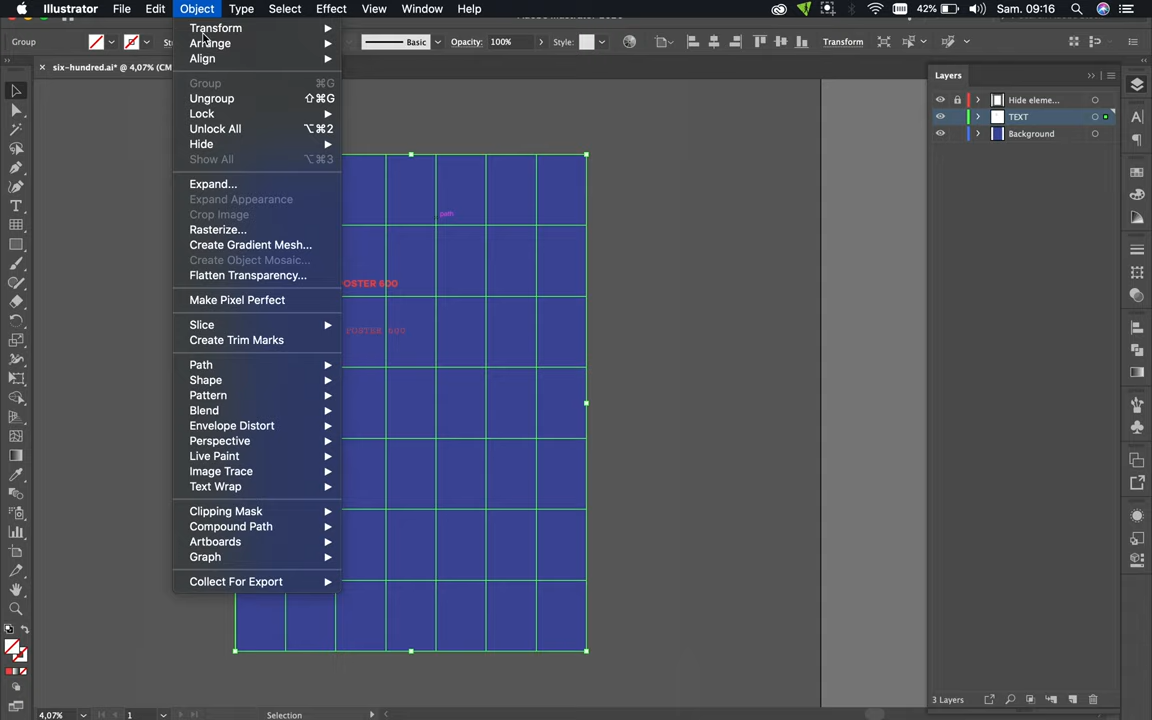 Illustrator File Edit Object Type Select Effect View Window Help 42% Sam. 09:16
Group Basic Opacity: 100% Style: Transform
six-hundred.ai* @ 4,07%
Transform
Arrange
Align
Group ⌘G
Ungroup ⇧⌘G
Lock
Unlock All ⌥⌘2
Hide
Show All ⌥⌘3
Expand...
Expand Appearance
Crop Image
Rasterize...
Create Gradient Mesh...
Create Object Mosaic...
Flatten Transparency...
Make Pixel Perfect
Slice
Create Trim Marks
Path
Shape
Pattern
Blend
Envelope Distort
Perspective
Live Paint
Image Trace
Text Wrap
Clipping Mask
Compound Path
Artboards
Graph
Collect For Export
path
OSTER 600
POSTER 600
Layers
Hide eleme...
TEXT
Background
3 Layers
4,07% 1 Selection